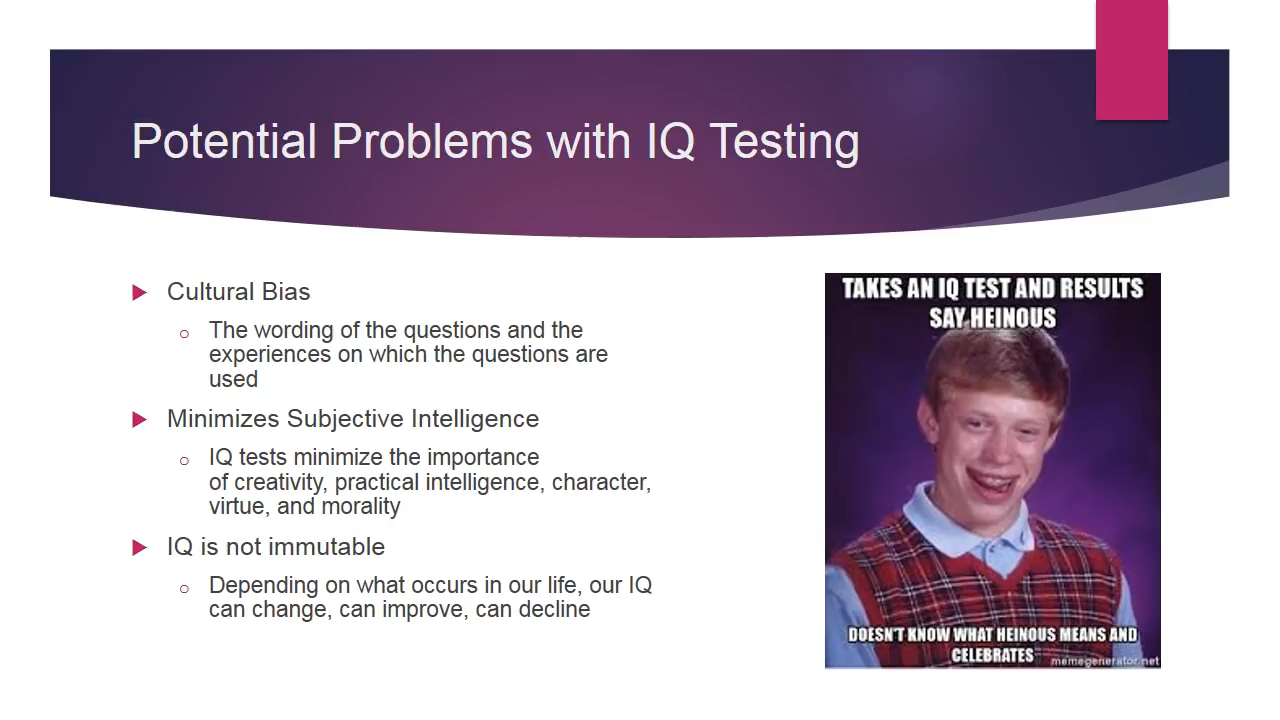 Potential Problems with IQ Testing
Cultural Bias
The wording of the questions and the
experiences on which the questions are
used
Minimizes Subjective Intelligence
IQ tests minimize the importance
of creativity, practical intelligence, character,
virtue, and morality
IQ is not immutable
Depending on what occurs in our life, our IQ
can change, can improve, can decline
TAKES AN IQ TEST AND RESULTS
SAY HEINOUS
DOESN'T KNOW WHAT HEINOUS MEANS AND
CELEBRATES
memegenerator.net